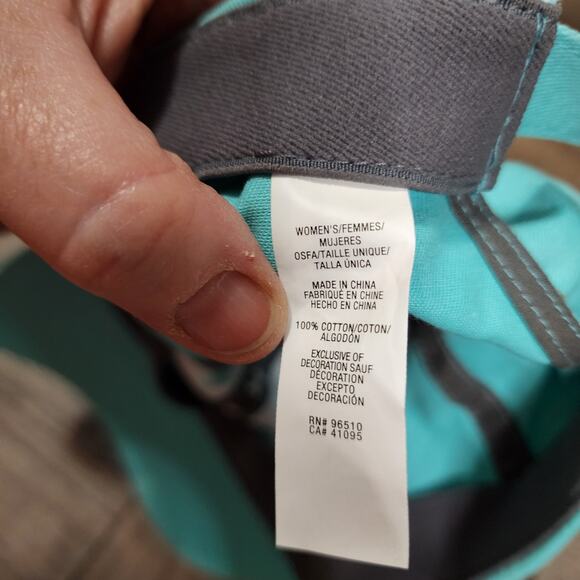 WOMEN'S/FEMMES/
MUJERES
OSFA/TAILLE UNIQUE/
TALLA ÚNICA
MADE IN CHINA
FABRIQUÉ EN CHINE
HECHO EN CHINA
100% COTTON/COTON/
ALGODÓN
EXCLUSIVE OF
DECORATION SAUF
DÉCORATION
EXCEPTO
DECORACIÓN
RN# 96510
CA# 41095